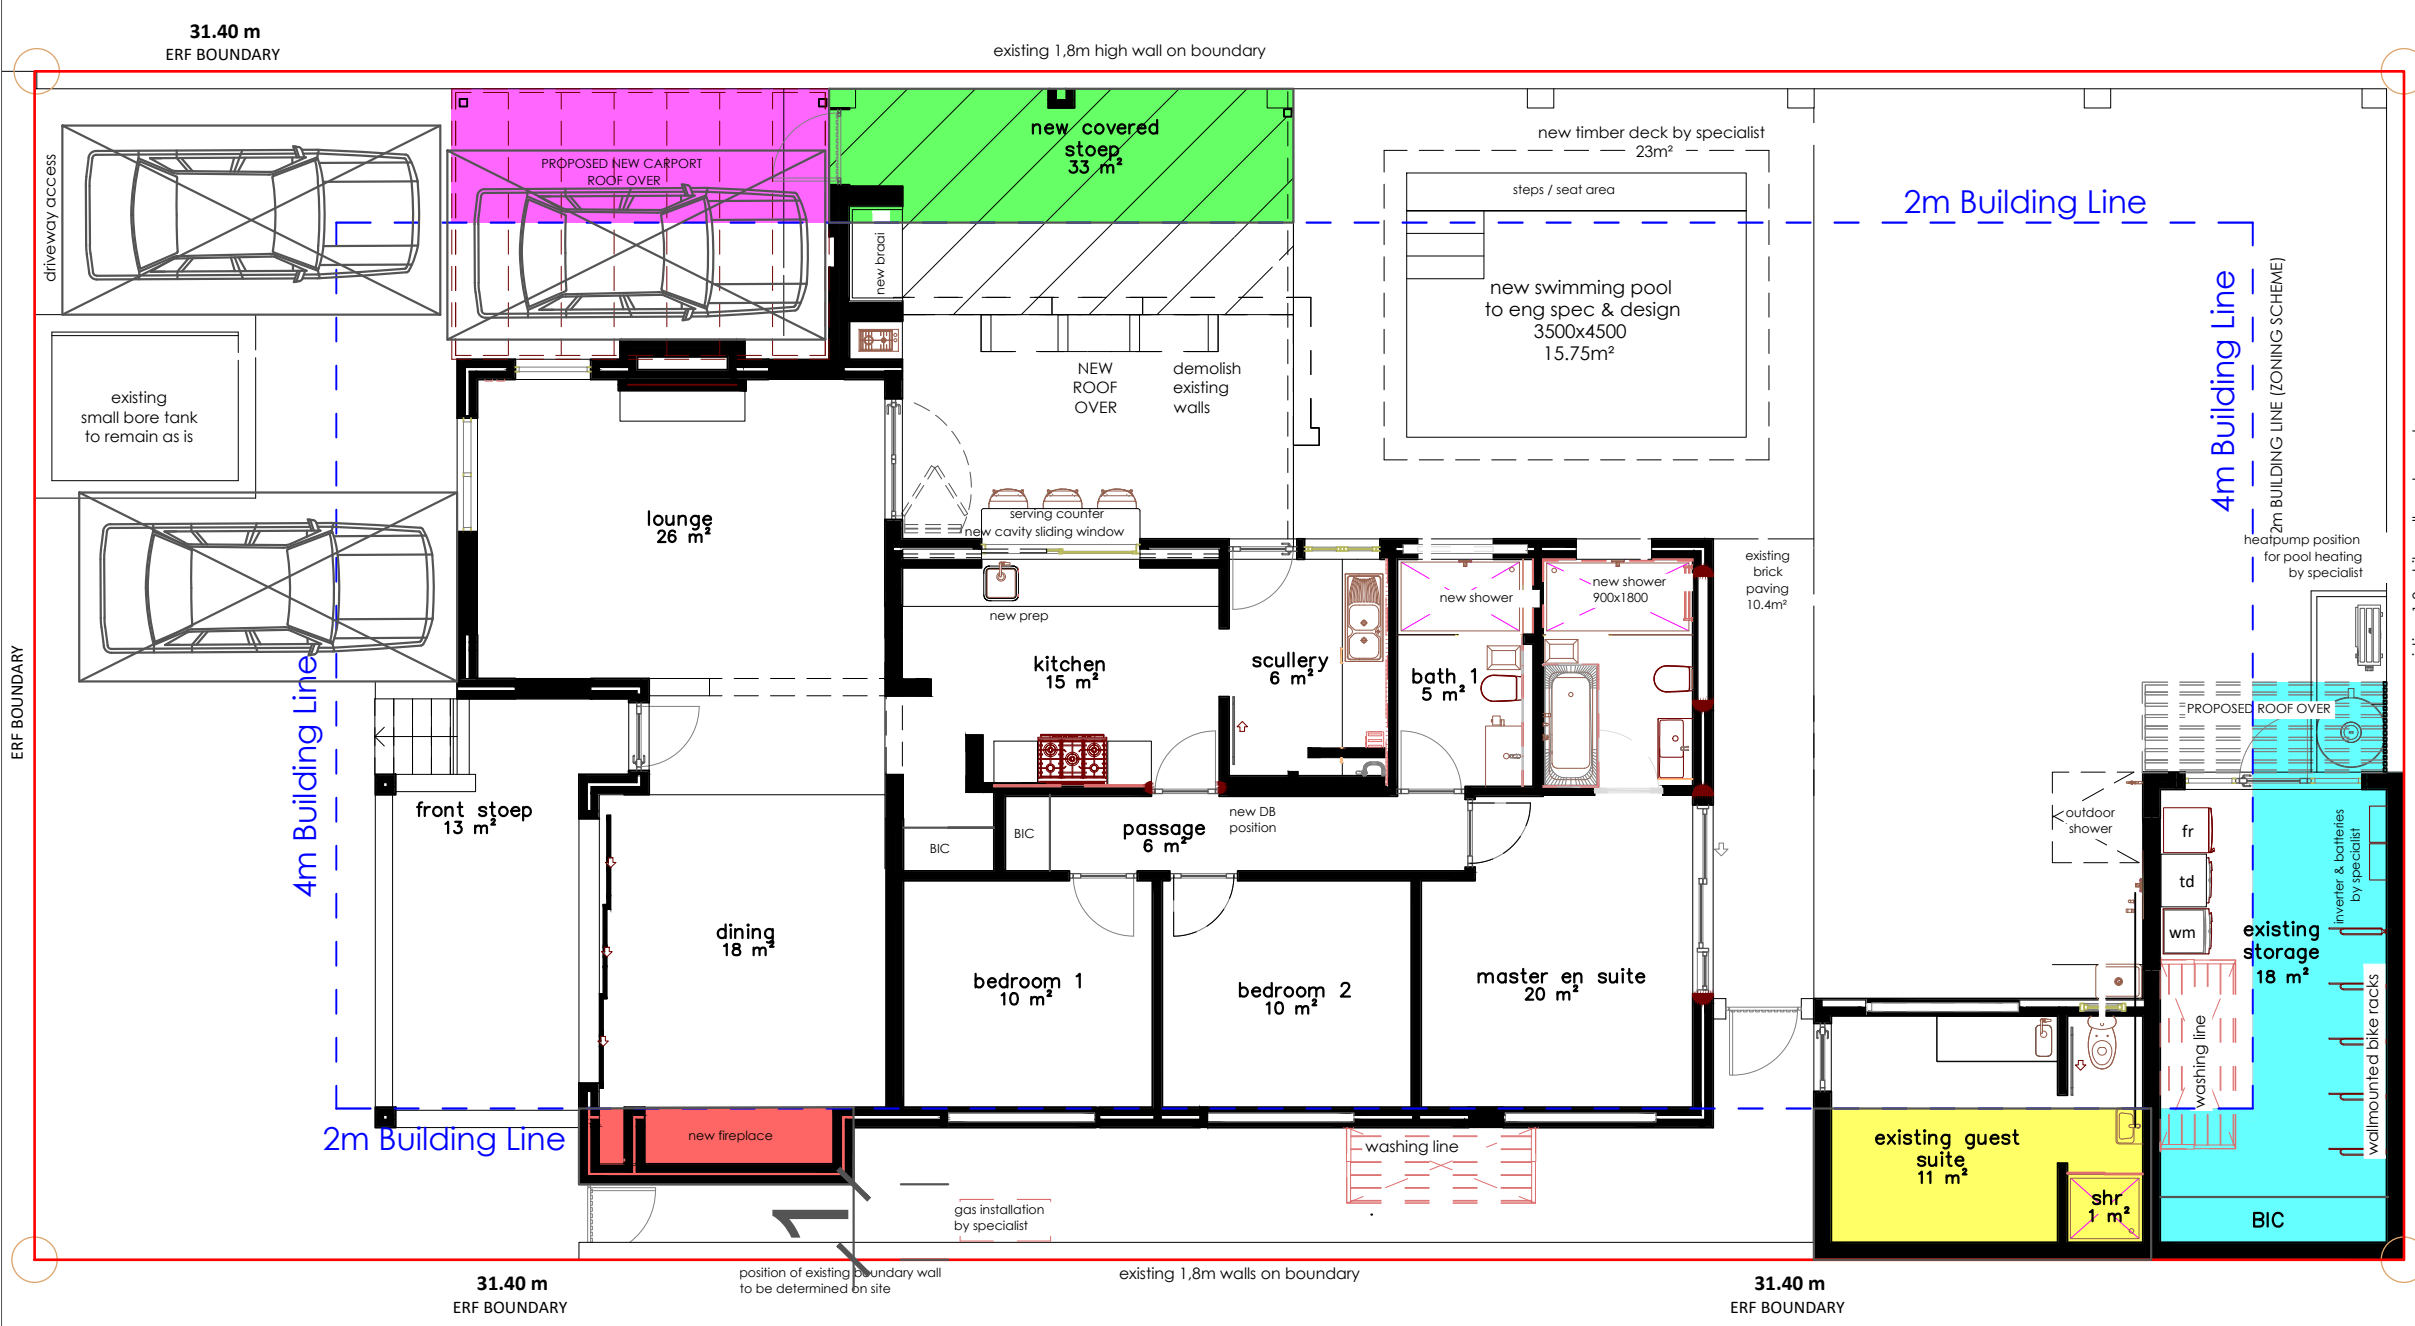 31.40 m
ERF BOUNDARY
existing 1,8m high wall on boundary
driveway access
PROPOSED NEW CARPORT
ROOF OVER
new covered
stoep
33 m²
new timber deck by specialist
23m²
steps / seat area
2m Building Line
new braai
new swimming pool
to eng spec & design
3500x4500
15.75m²
4m Building Line
2m BUILDING LINE (ZONING SCHEME)
existing
small bore tank
to remain as is
NEW
ROOF
OVER
demolish
existing
walls
lounge
26 m²
serving counter
new cavity sliding window
heatpump position
for pool heating
by specialist
existing
brick
paving
10.4m²
new prep
new shower
new shower
900x1800
kitchen
15 m²
scullery
6 m²
bath 1
5 m²
ERF BOUNDARY
4m Building Line
PROPOSED ROOF OVER
front stoep
13 m²
BIC
BIC
passage
6 m²
new DB
position
outdoor
shower
fr
td
wm
inverter & batteries
by specialist
existing
storage
18 m²
dining
18 m²
bedroom 1
10 m²
bedroom 2
10 m²
master en suite
20 m²
washing line
wallmounted bike racks
2m Building Line
new fireplace
washing line
existing guest
suite
11 m²
shr
1 m²
BIC
gas installation
by specialist
1
position of existing boundary wall
to be determined on site
existing 1,8m walls on boundary
31.40 m
ERF BOUNDARY
31.40 m
ERF BOUNDARY